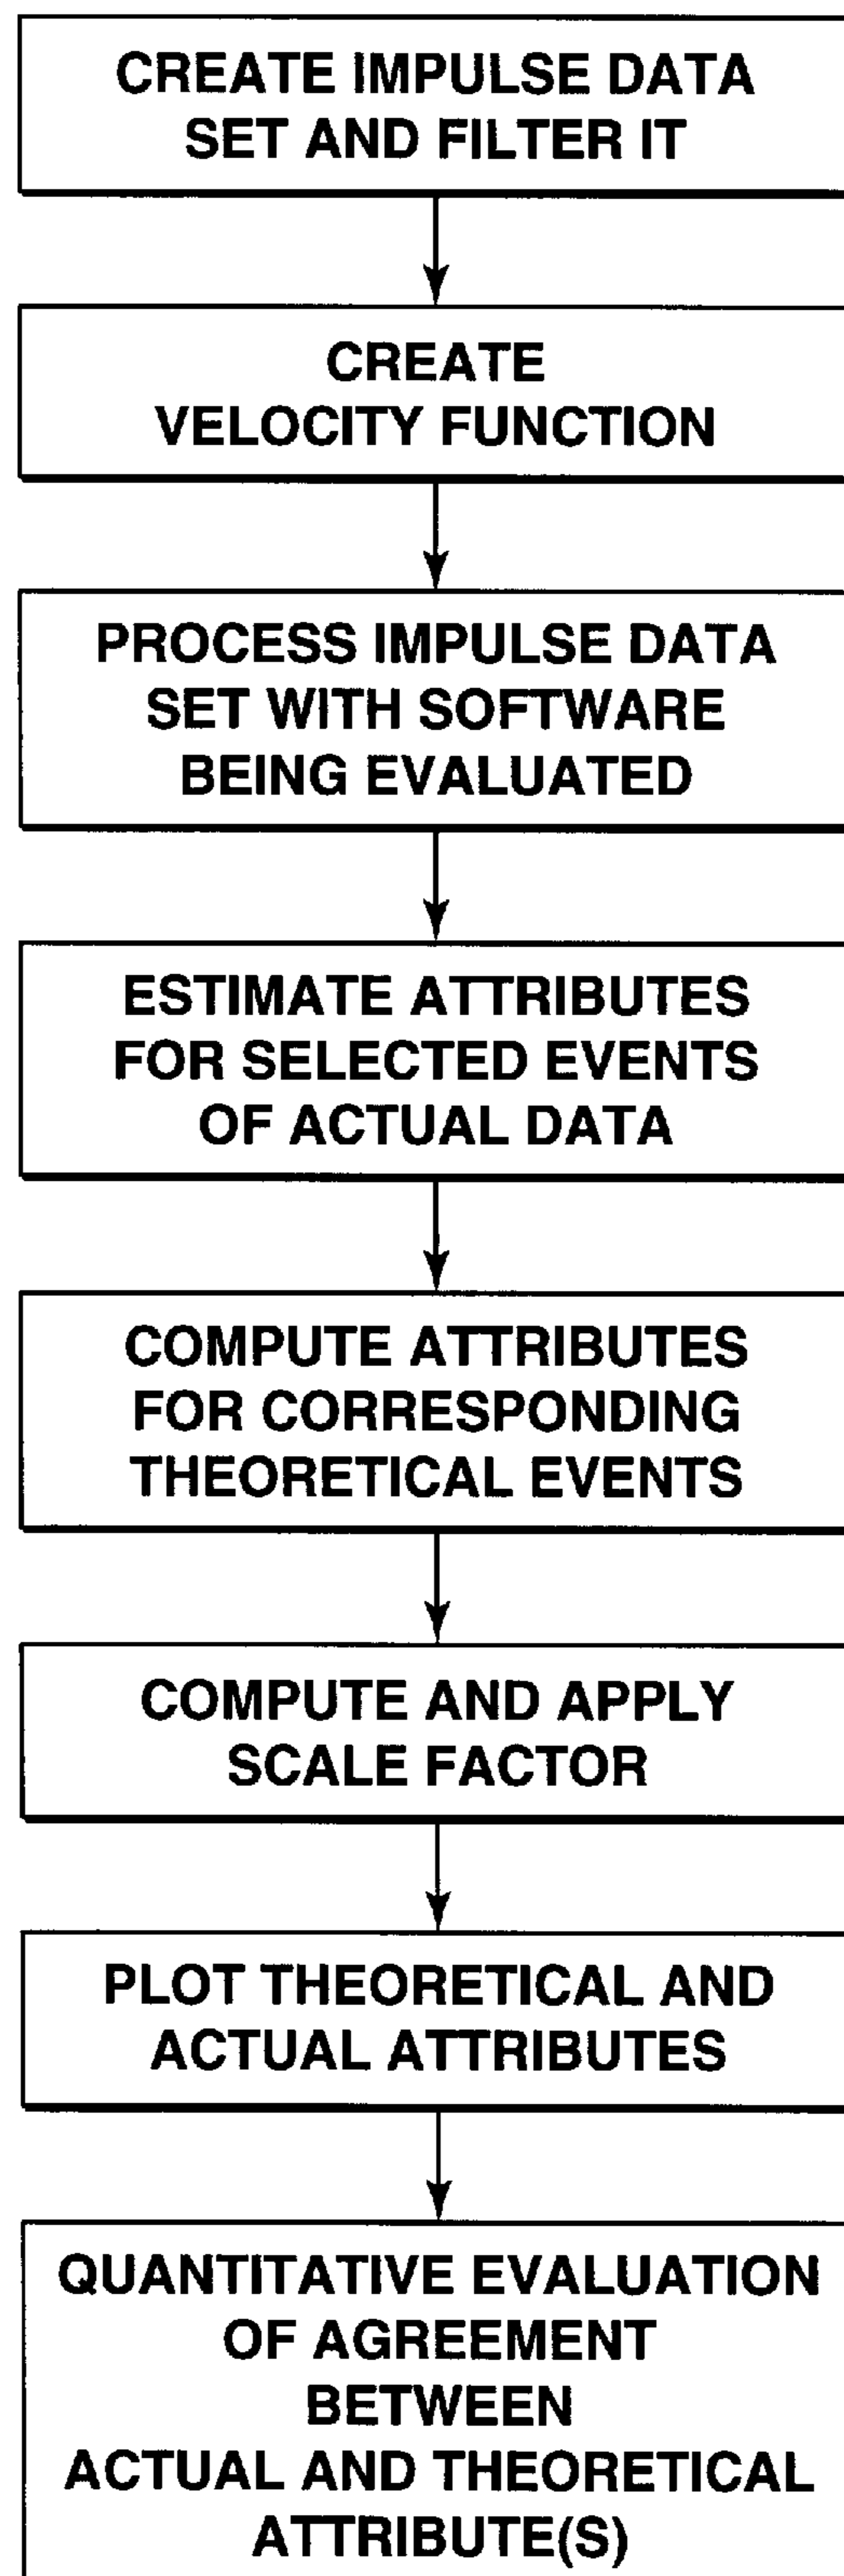 CREATE IMPULSE DATA
SET AND FILTER IT
CREATE
VELOCITY FUNCTION
PROCESS IMPULSE DATA
SET WITH SOFTWARE
BEING EVALUATED
ESTIMATE ATTRIBUTES
FOR SELECTED EVENTS
OF ACTUAL DATA
COMPUTE ATTRIBUTES
FOR CORRESPONDING
THEORETICAL EVENTS
COMPUTE AND APPLY
SCALE FACTOR
PLOT THEORETICAL AND
ACTUAL ATTRIBUTES
QUANTITATIVE EVALUATION
OF AGREEMENT
BETWEEN
ACTUAL AND THEORETICAL
ATTRIBUTE(S)